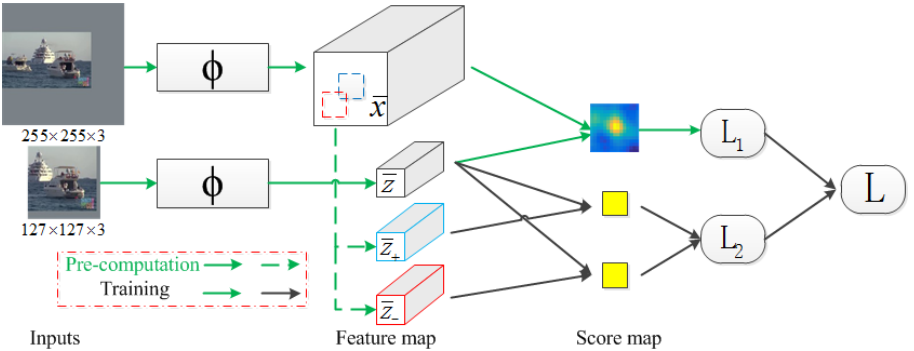 ϕ
x̄
255×255×3
L₁
ϕ
z̄
L
127×127×3
z̄₊
L₂
Pre-computation
Training
z̄₋
Inputs
Feature map
Score map